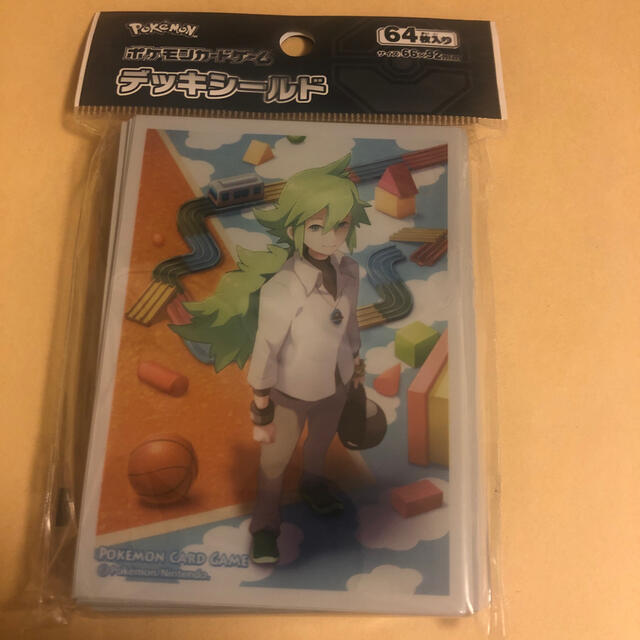 POKéMON
64枚入り
ポケモンカードゲーム
サイズ:66×92mm
デッキシールド
POKEMON CARD GAME
©Pokémon/Nintendo.